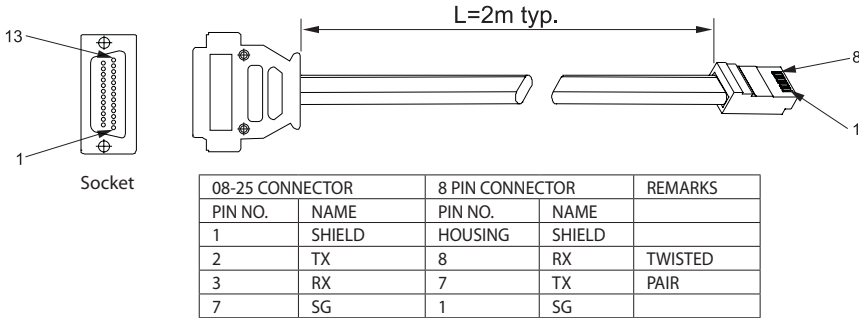 L=2m typ.
13
8
1
1
Socket
08-25 CONNECTOR 8 PIN CONNECTOR REMARKS
PIN NO. NAME PIN NO. NAME
1 SHIELD HOUSING SHIELD
2 TX 8 RX TWISTED
3 RX 7 TX PAIR
7 SG 1 SG